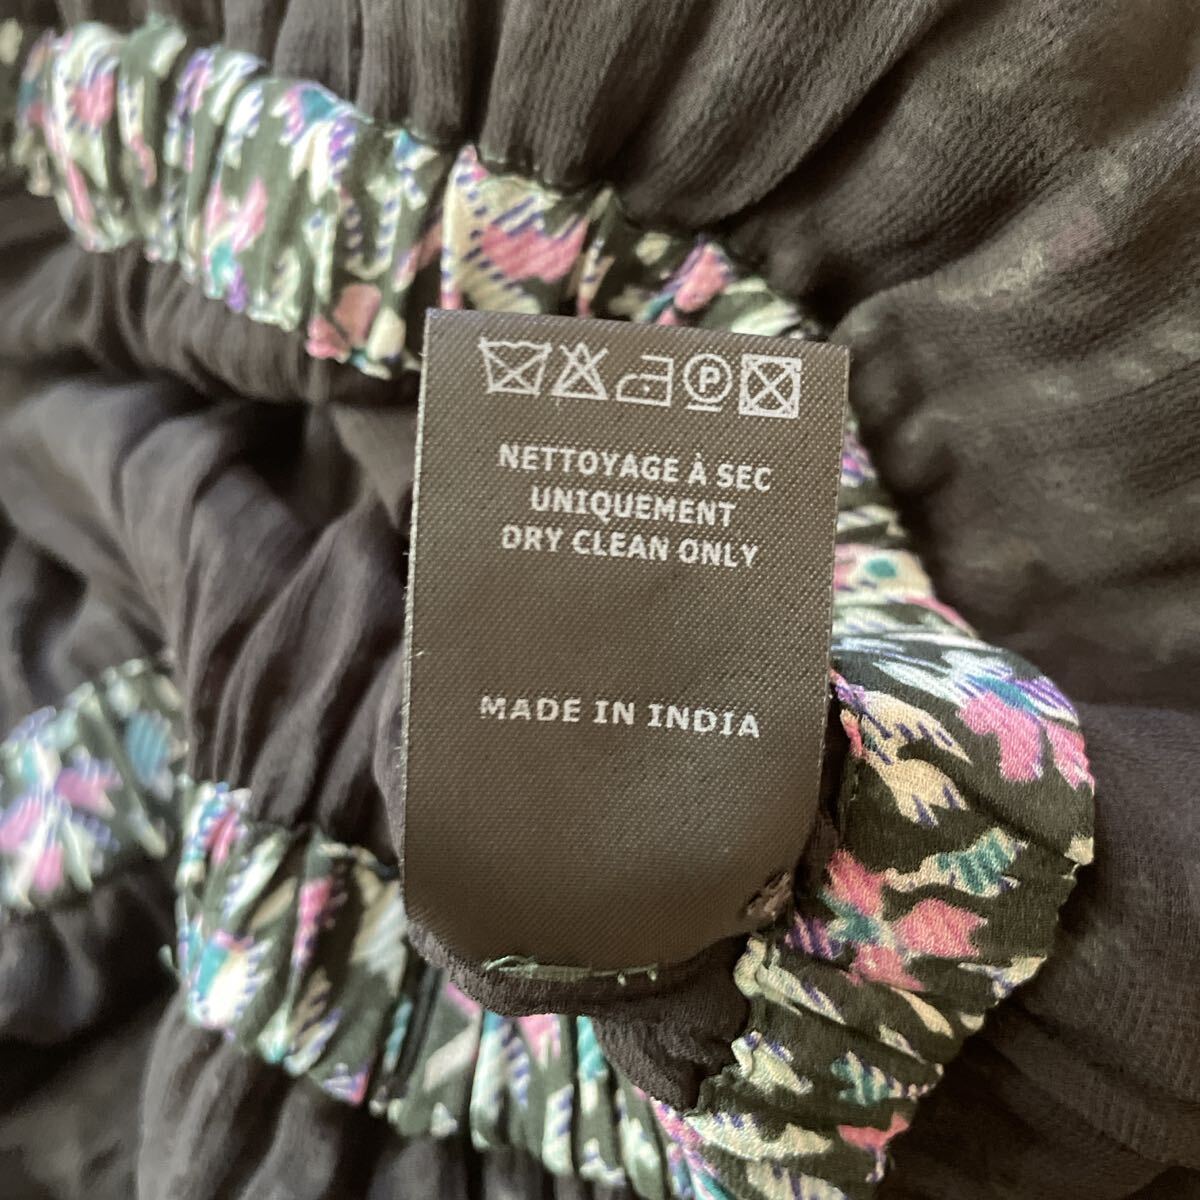 P
NETTOYAGE À SEC
UNIQUEMENT
DRY CLEAN ONLY
MADE IN INDIA